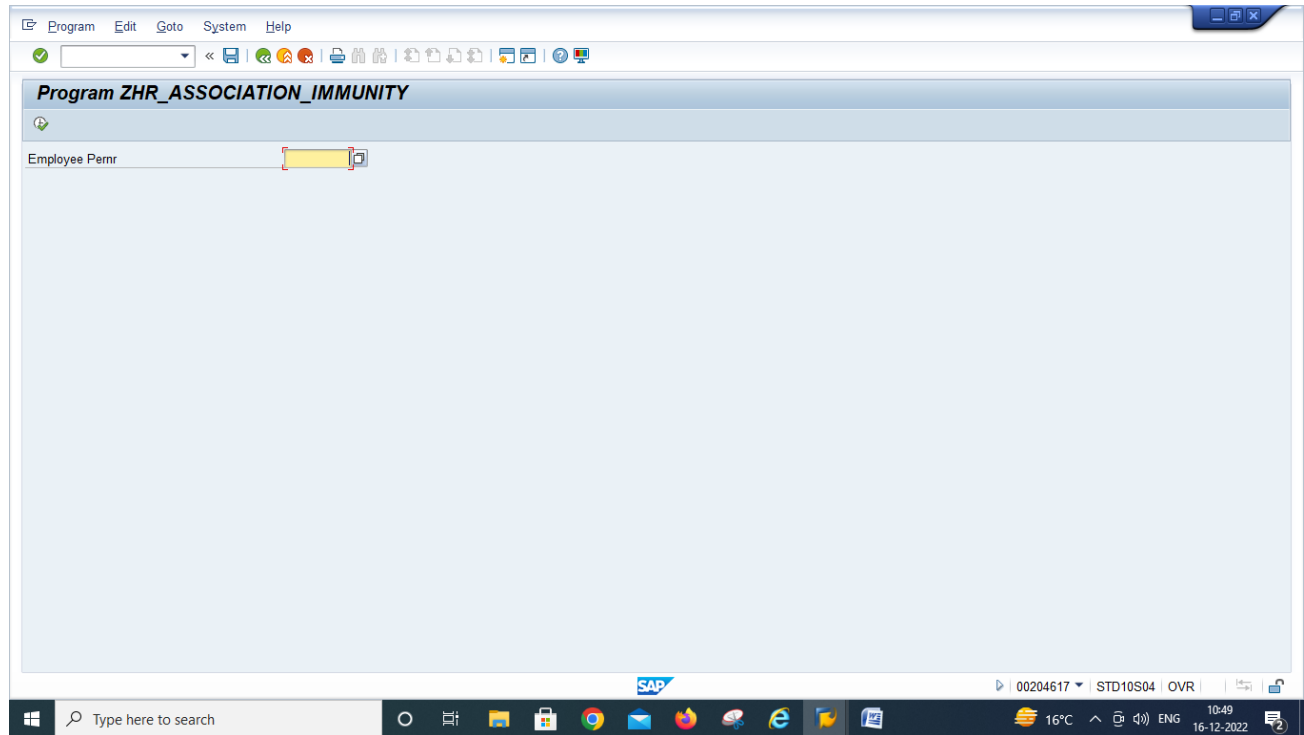 Program Edit Goto System Help
Program ZHR_ASSOCIATION_IMMUNITY
Employee Pernr
SAP
00204617 STD10S04 OVR
Type here to search
16°C ENG 10:49
16-12-2022
2